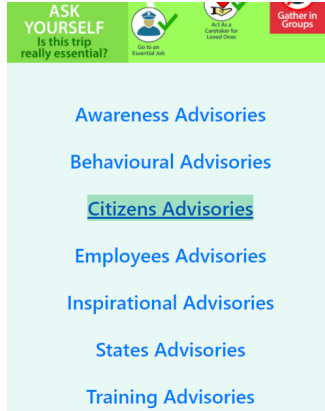 ASK
YOURSELF
Is this trip
really essential?
Go to an
Essential Job
Act As a
Caretaker for
Loved Ones
Gather in
Groups
Awareness Advisories
Behavioural Advisories
Citizens Advisories
Employees Advisories
Inspirational Advisories
States Advisories
Training Advisories